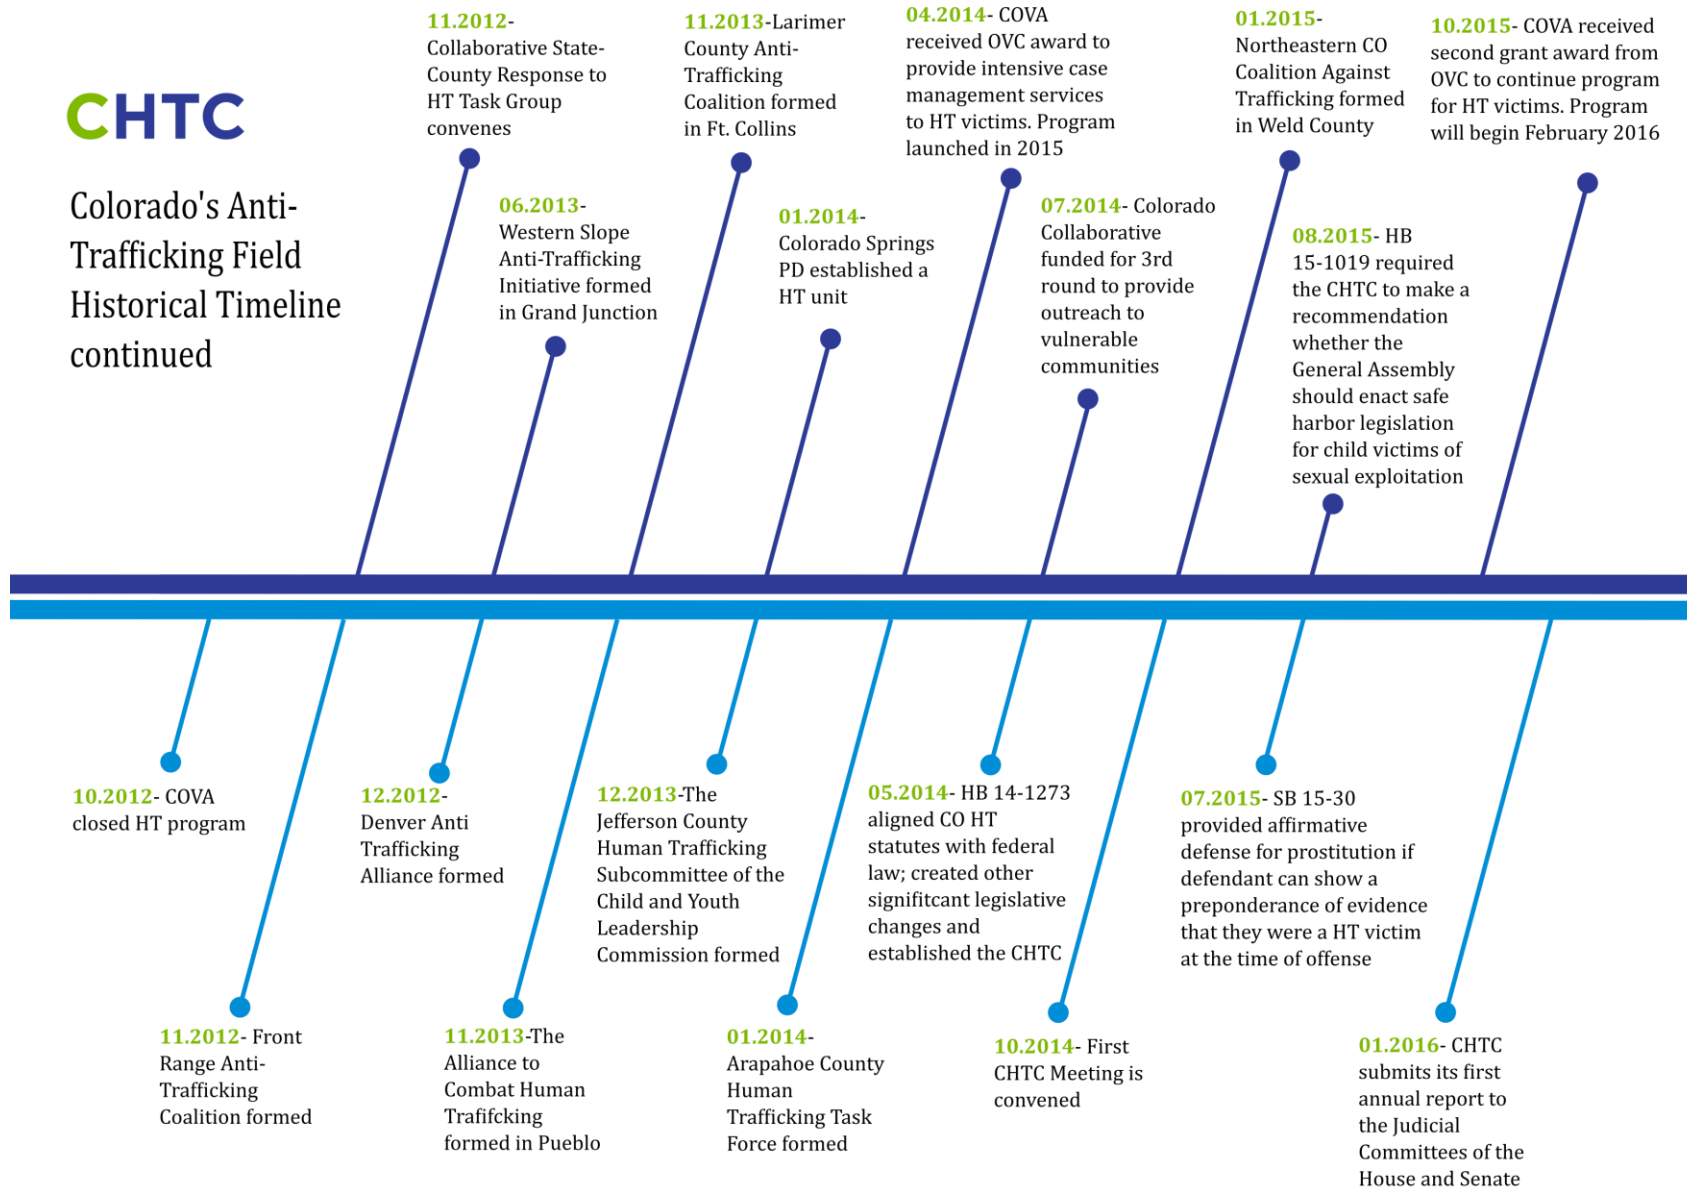 CHTC
Colorado's Anti-
Trafficking Field
Historical Timeline
continued
11.2012-
Collaborative State-
County Response to
HT Task Group
convenes
06.2013-
Western Slope
Anti-Trafficking
Initiative formed
in Grand Junction
11.2013-Larimer
County Anti-
Trafficking
Coalition formed
in Ft. Collins
01.2014-
Colorado Springs
PD established a
HT unit
04.2014- COVA
received OVC award to
provide intensive case
management services
to HT victims. Program
launched in 2015
07.2014- Colorado
Collaborative
funded for 3rd
round to provide
outreach to
vulnerable
communities
01.2015-
Northeastern CO
Coalition Against
Trafficking formed
in Weld County
08.2015- HB
15-1019 required
the CHTC to make a
recommendation
whether the
General Assembly
should enact safe
harbor legislation
for child victims of
sexual exploitation
10.2015- COVA received
second grant award from
OVC to continue program
for HT victims. Program
will begin February 2016
10.2012- COVA
closed HT program
11.2012- Front
Range Anti-
Trafficking
Coalition formed
12.2012-
Denver Anti
Trafficking
Alliance formed
11.2013-The
Alliance to
Combat Human
Trafifcking
formed in Pueblo
12.2013-The
Jefferson County
Human Trafficking
Subcommittee of the
Child and Youth
Leadership
Commission formed
01.2014-
Arapahoe County
Human
Trafficking Task
Force formed
05.2014- HB 14-1273
aligned CO HT
statutes with federal
law; created other
signifitcant legislative
changes and
established the CHTC
10.2014- First
CHTC Meeting is
convened
07.2015- SB 15-30
provided affirmative
defense for prostitution if
defendant can show a
preponderance of evidence
that they were a HT victim
at the time of offense
01.2016- CHTC
submits its first
annual report to
the Judicial
Committees of the
House and Senate